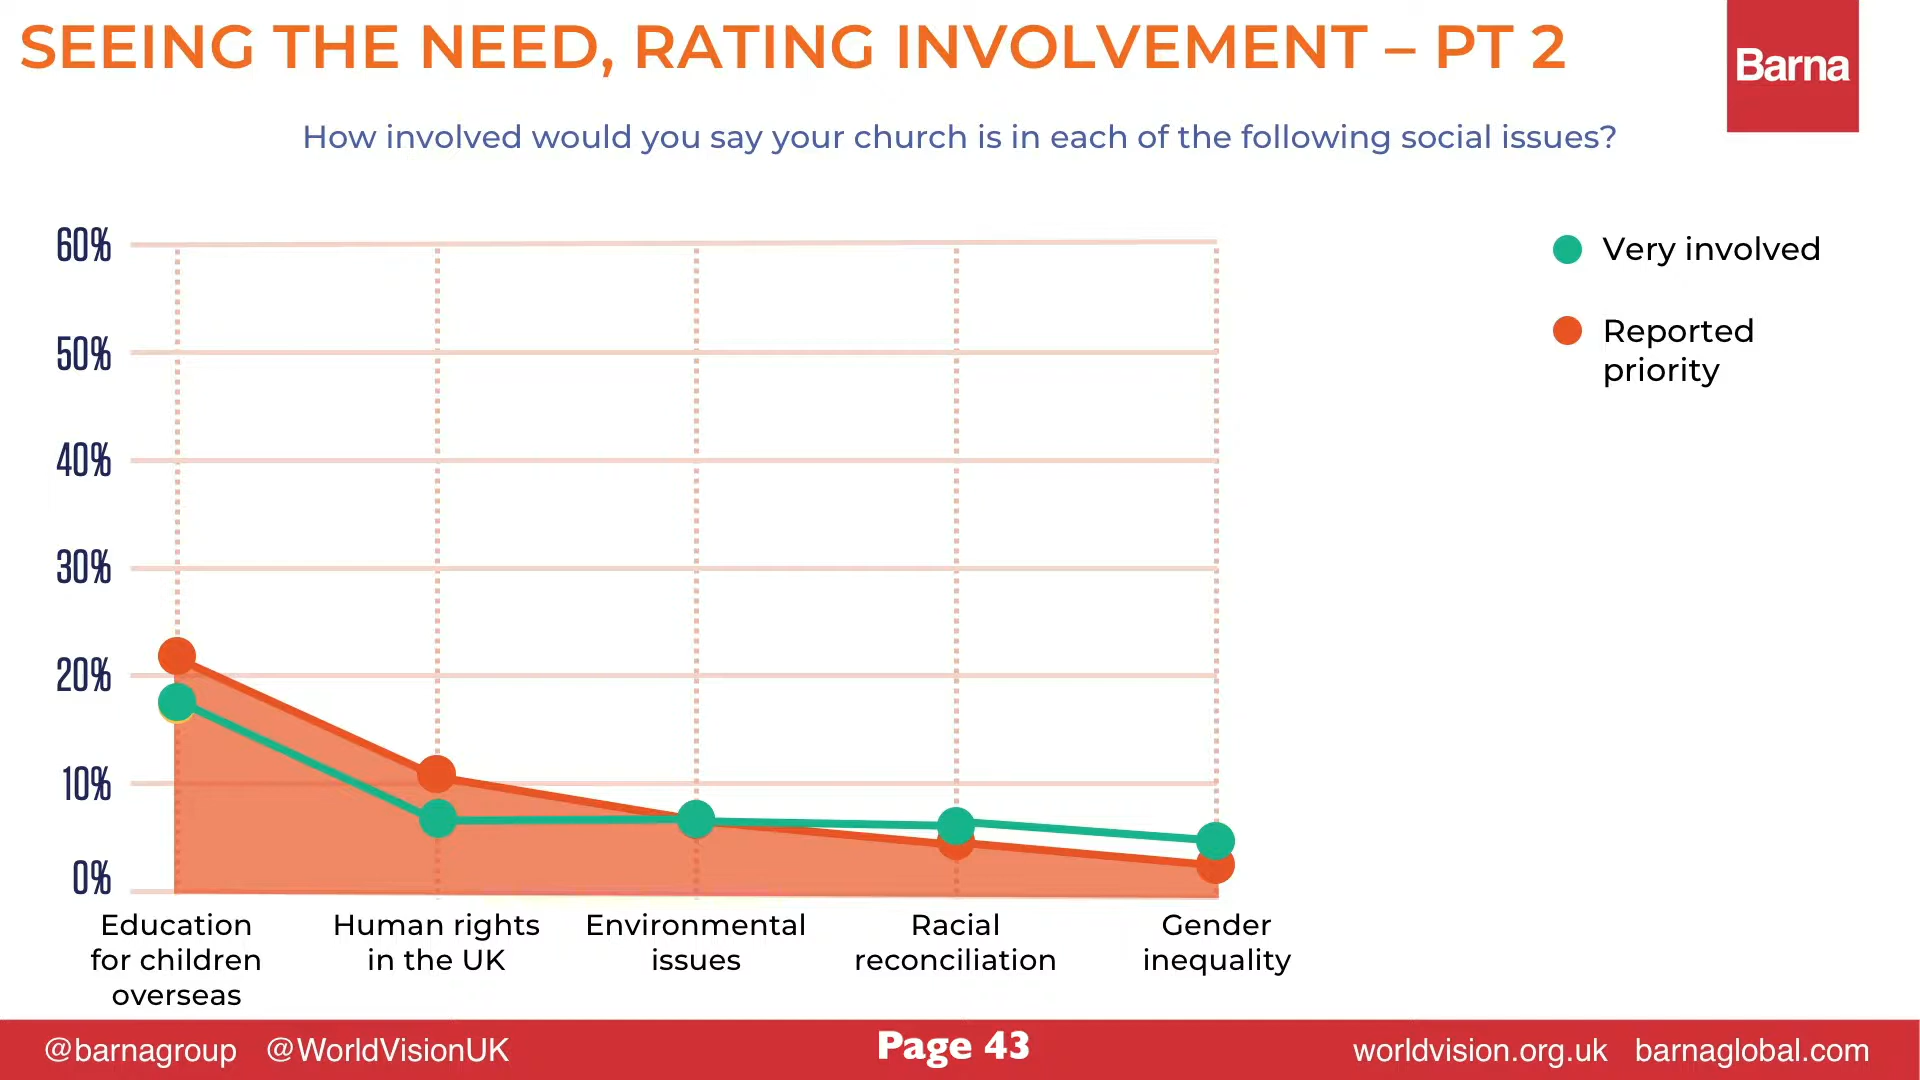 SEEING THE NEED, RATING INVOLVEMENT – PT 2
Barna
How involved would you say your church is in each of the following social issues?
60%
50%
40%
30%
20%
10%
0%
Very involved
Reported
priority
Education
for children
overseas
Human rights
in the UK
Environmental
issues
Racial
reconciliation
Gender
inequality
@barnagroup @WorldVisionUK
Page 43
worldvision.org.uk barnaglobal.com